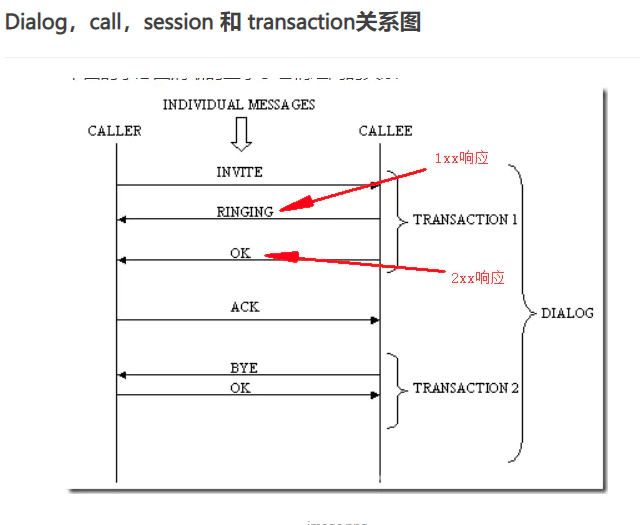 Dialog，call，session 和 transaction关系图
INDIVIDUAL MESSAGES
CALLER
CALLEE
1xx响应
INVITE
RINGING
TRANSACTION 1
OK
2xx响应
ACK
DIALOG
BYE
OK
TRANSACTION 2